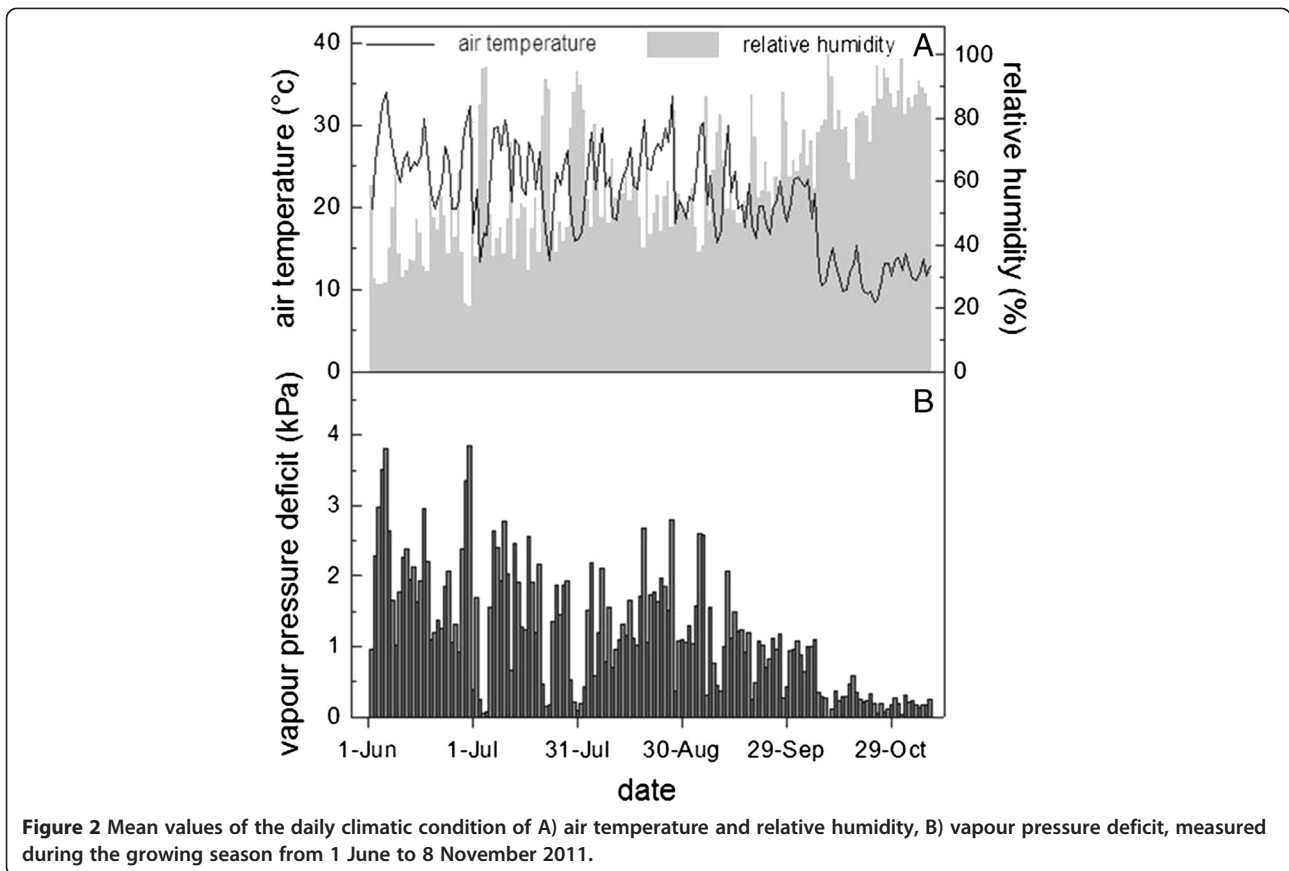 air temperature
relative humidity
A
40
30
20
10
0
air temperature (°c)
100
80
60
40
20
0
relative humidity (%)
B
4
3
2
1
0
vapour pressure deficit (kPa)
1-Jun 1-Jul 31-Jul 30-Aug 29-Sep 29-Oct
date
Figure 2 Mean values of the daily climatic condition of A) air temperature and relative humidity, B) vapour pressure deficit, measured
during the growing season from 1 June to 8 November 2011.